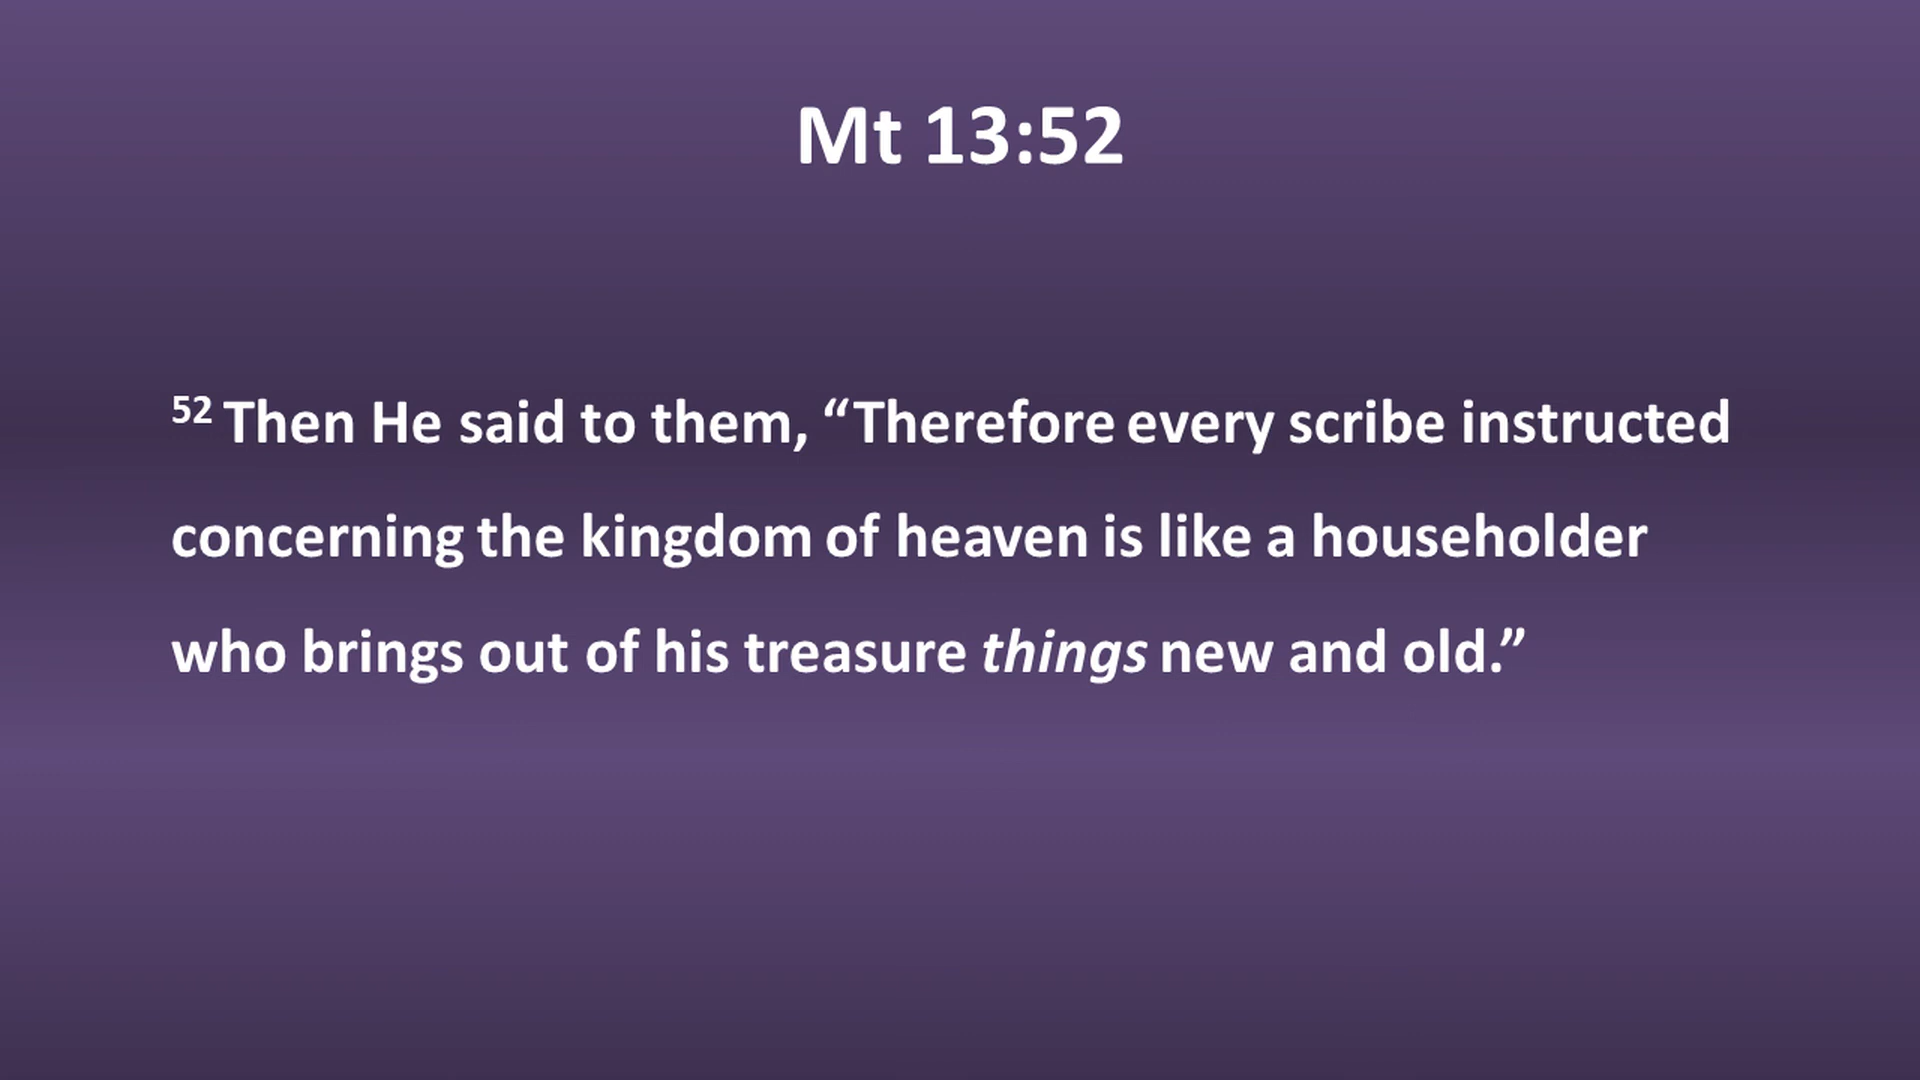 Mt 13:52
52 Then He said to them, “Therefore every scribe instructed
concerning the kingdom of heaven is like a householder
who brings out of his treasure things new and old.”